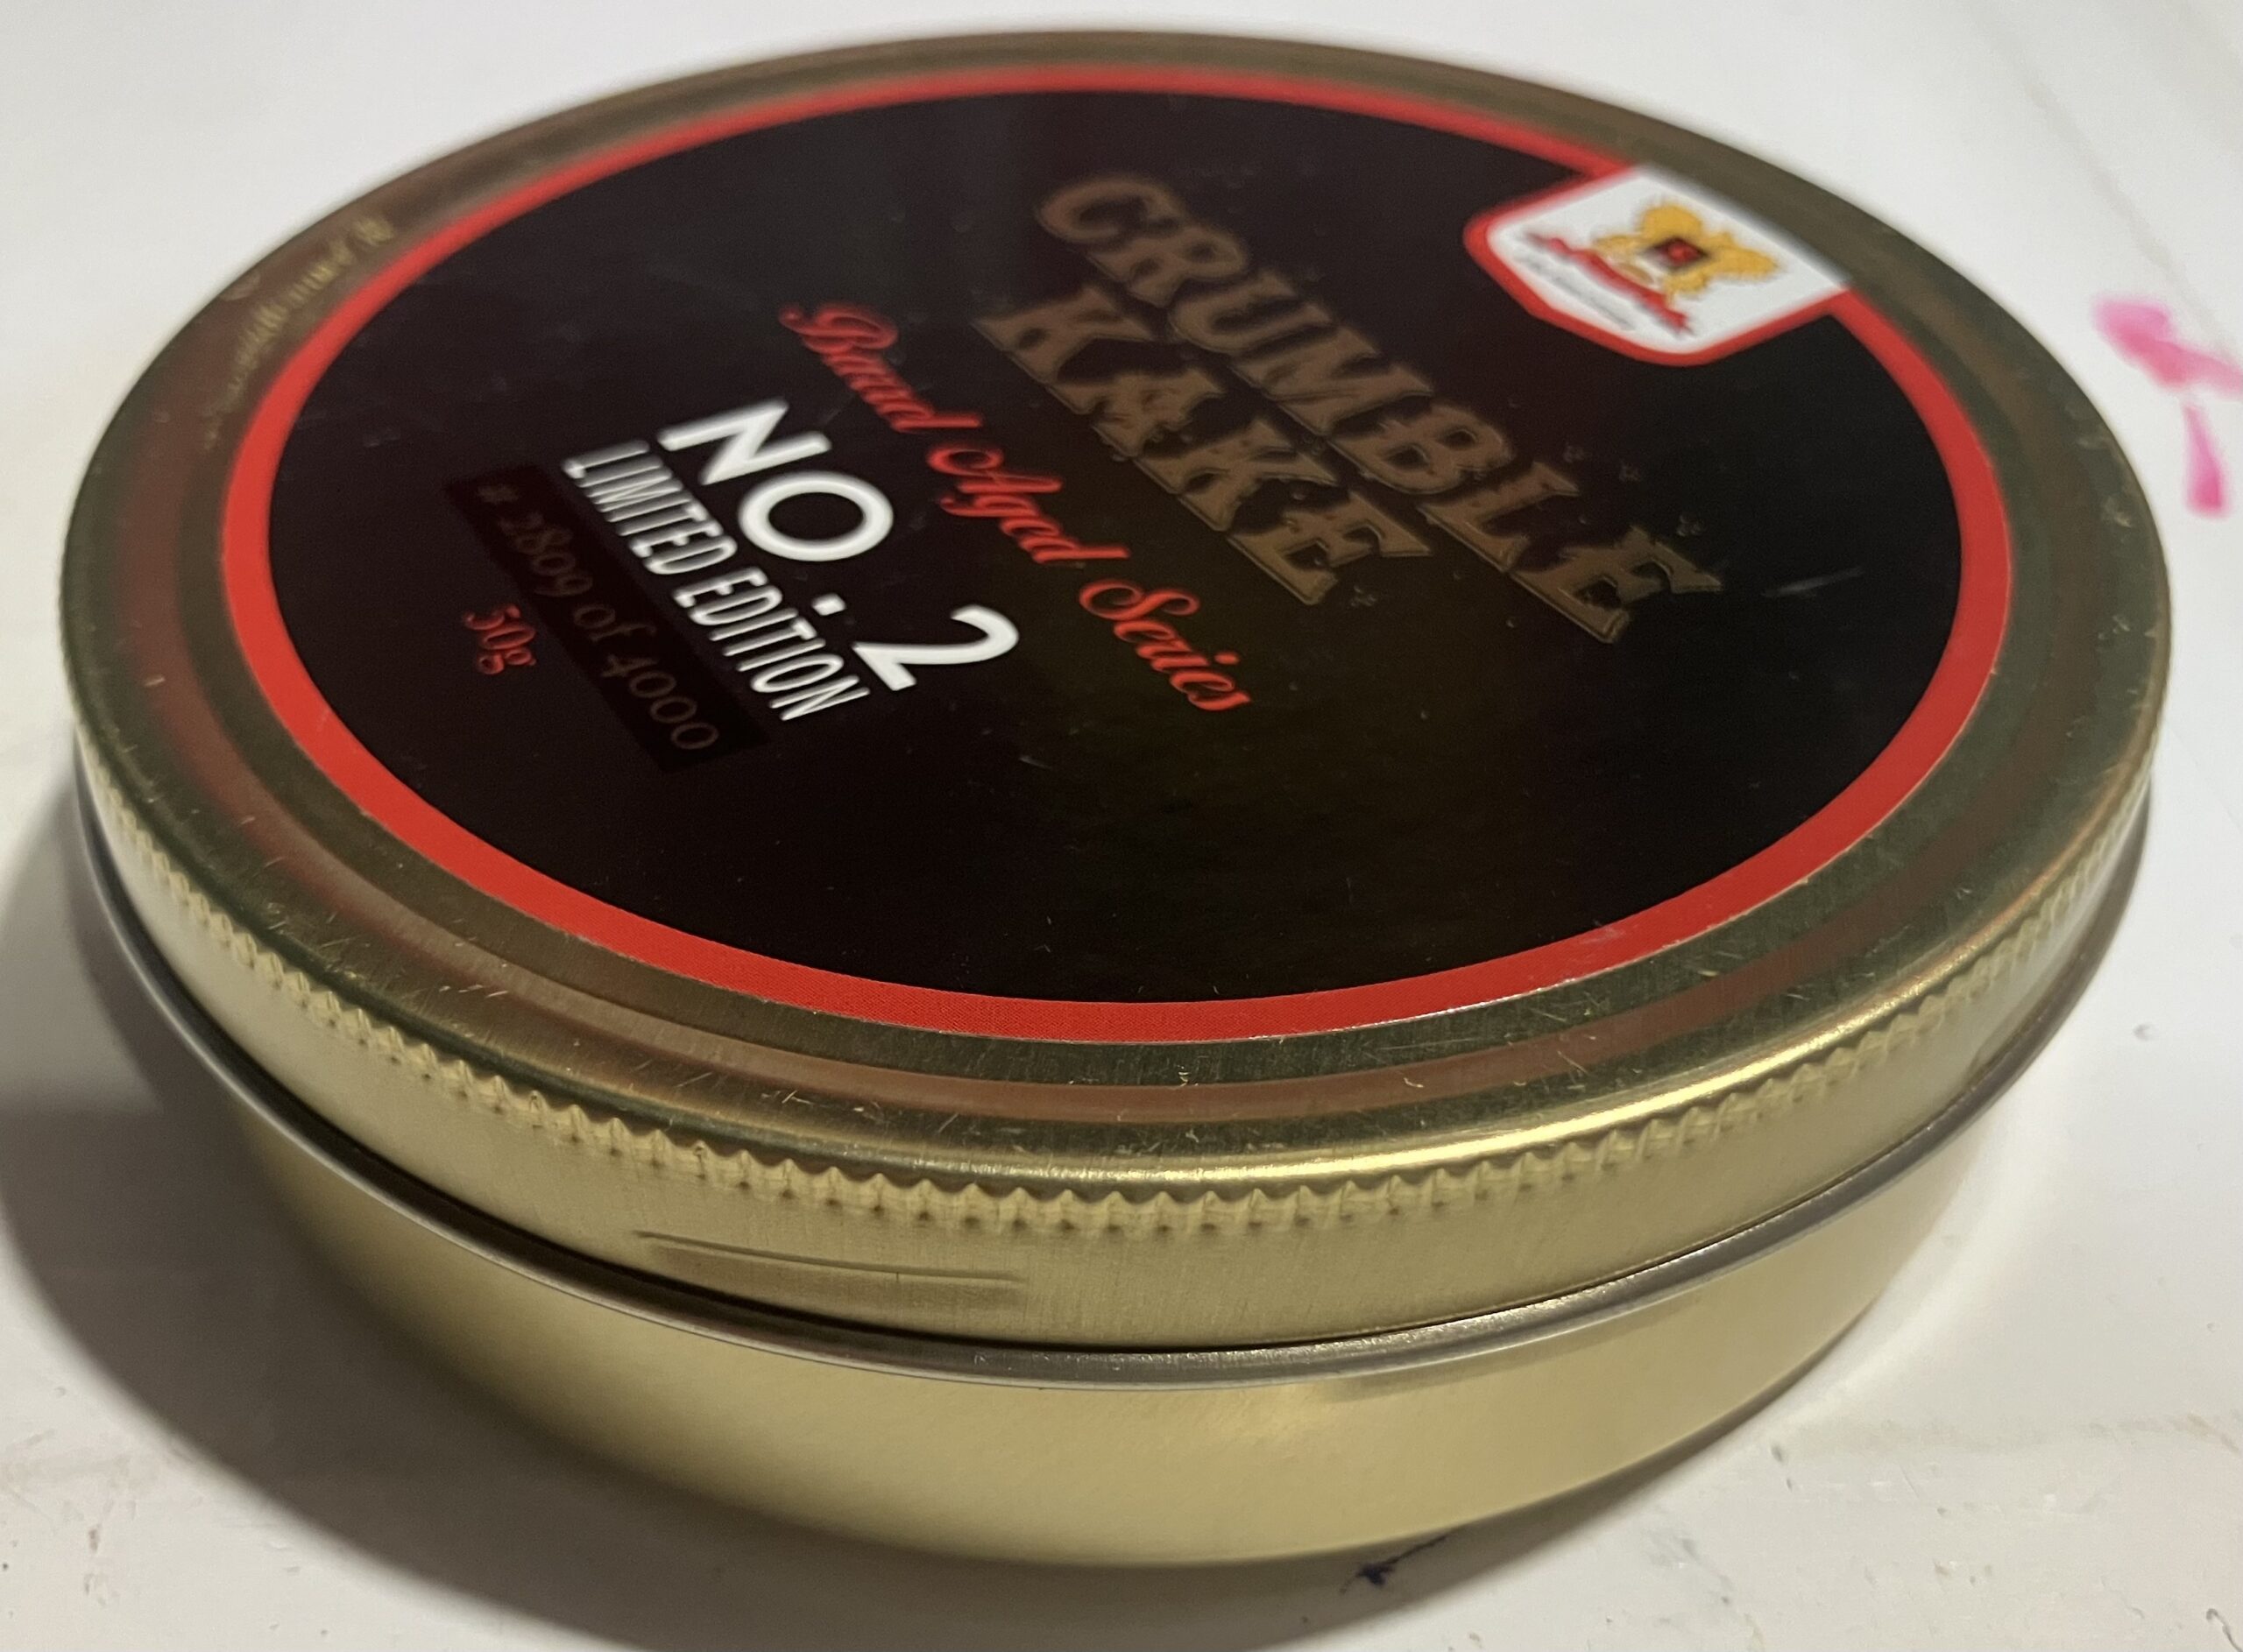 CRUMBLE
KAKE
Barrel Aged Series
NO. 2
LIMITED EDITION
# 2809 of 4000
50g